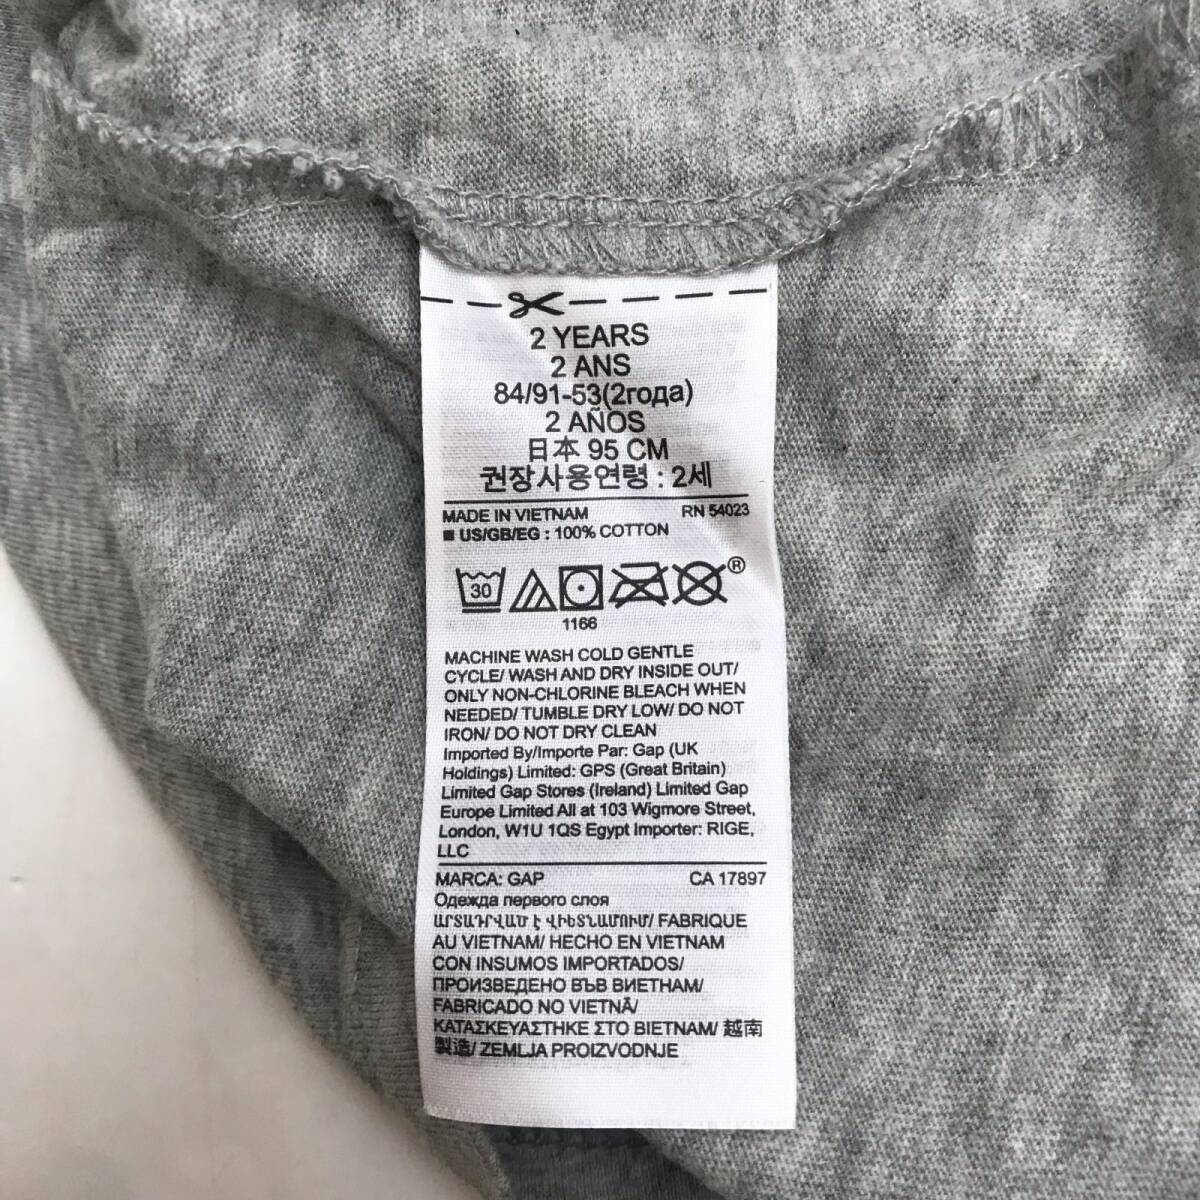 2 YEARS
2 ANS
84/91-53(2года)
2 AÑOS
日本 95 CM
권장사용연령 : 2세
MADE IN VIETNAM RN 54023
■ US/GB/EG : 100% COTTON
30 ®
1166
MACHINE WASH COLD GENTLE
CYCLE/ WASH AND DRY INSIDE OUT/
ONLY NON-CHLORINE BLEACH WHEN
NEEDED/ TUMBLE DRY LOW/ DO NOT
IRON/ DO NOT DRY CLEAN
Imported By/Importe Par: Gap (UK
Holdings) Limited: GPS (Great Britain)
Limited Gap Stores (Ireland) Limited Gap
Europe Limited All at 103 Wigmore Street,
London, W1U 1QS Egypt Importer: RIGE,
LLC
MARCA: GAP CA 17897
Одежда первого слоя
ԱՐՏԱԴՐՎԱԾ Է ՎԻԵՏՆԱՄՈՒՄ/ FABRIQUE
AU VIETNAM/ HECHO EN VIETNAM
CON INSUMOS IMPORTADOS/
ПРОИЗВЕДЕНО ВЪВ ВИЕТНАМ/
FABRICADO NO VIETNÃ/
ΚΑΤΑΣΚΕΥΑΣΤΗΚΕ ΣΤΟ ΒΙΕΤΝΑΜ/ 越南
製造/ ZEMLJA PROIZVODNJE